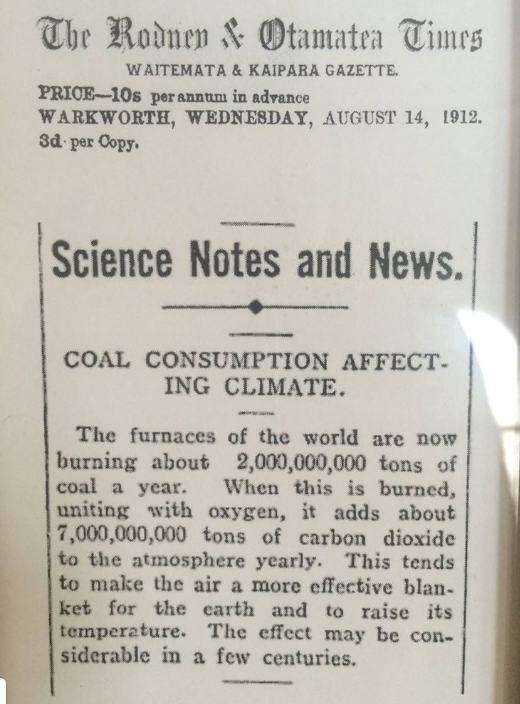 The Rodney & Otamatea Times
WAITEMATA & KAIPARA GAZETTE.
PRICE—10s per annum in advance
WARKWORTH, WEDNESDAY, AUGUST 14, 1912.
3d· per Copy.
Science Notes and News.
COAL CONSUMPTION AFFECT-
ING CLIMATE.
The furnaces of the world are now
burning about 2,000,000,000 tons of
coal a year. When this is burned,
uniting with oxygen, it adds about
7,000,000,000 tons of carbon dioxide
to the atmosphere yearly. This tends
to make the air a more effective blan-
ket for the earth and to raise its
temperature. The effect may be con-
siderable in a few centuries.